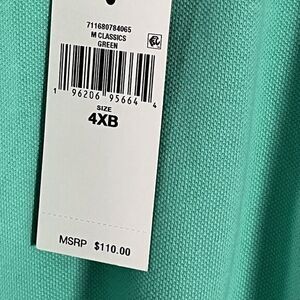 711680784065
M CLASSICS
GREEN
1 96206 95664 4
SIZE
4XB
MSRP $110.00